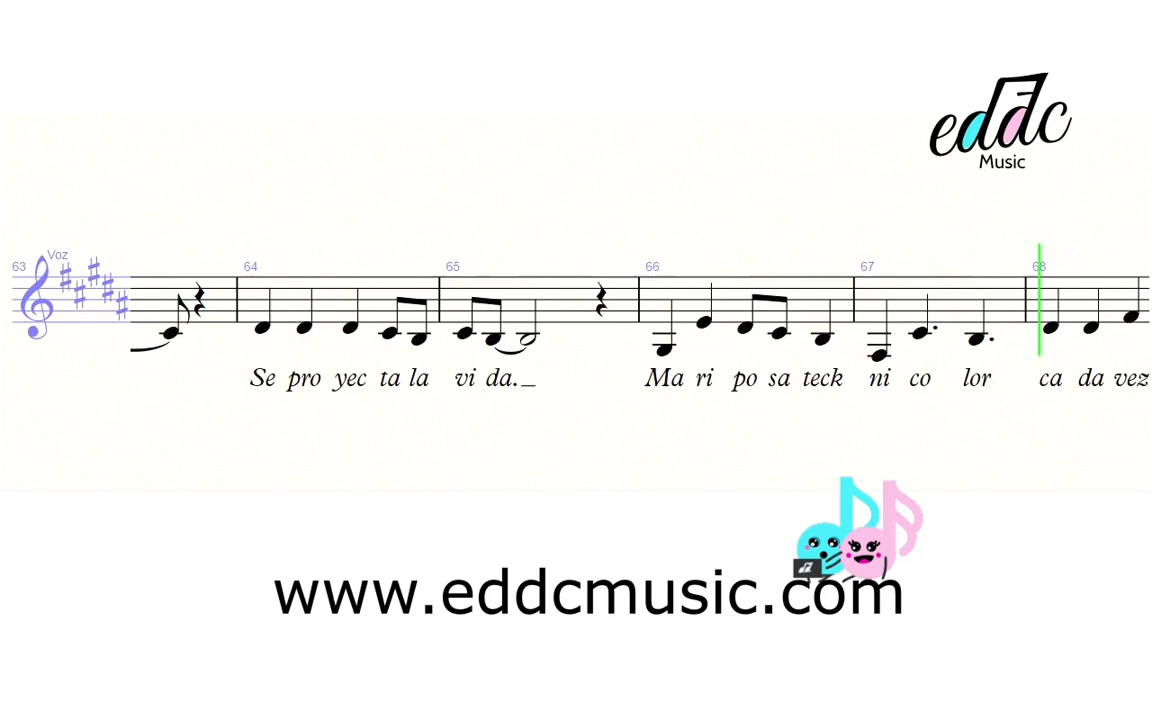 eddc
Music
Voz
63 64 65 66 67 68
Se pro yec ta la vi da._ Ma ri po sa teck ni co lor ca da vez
www.eddcmusic.com